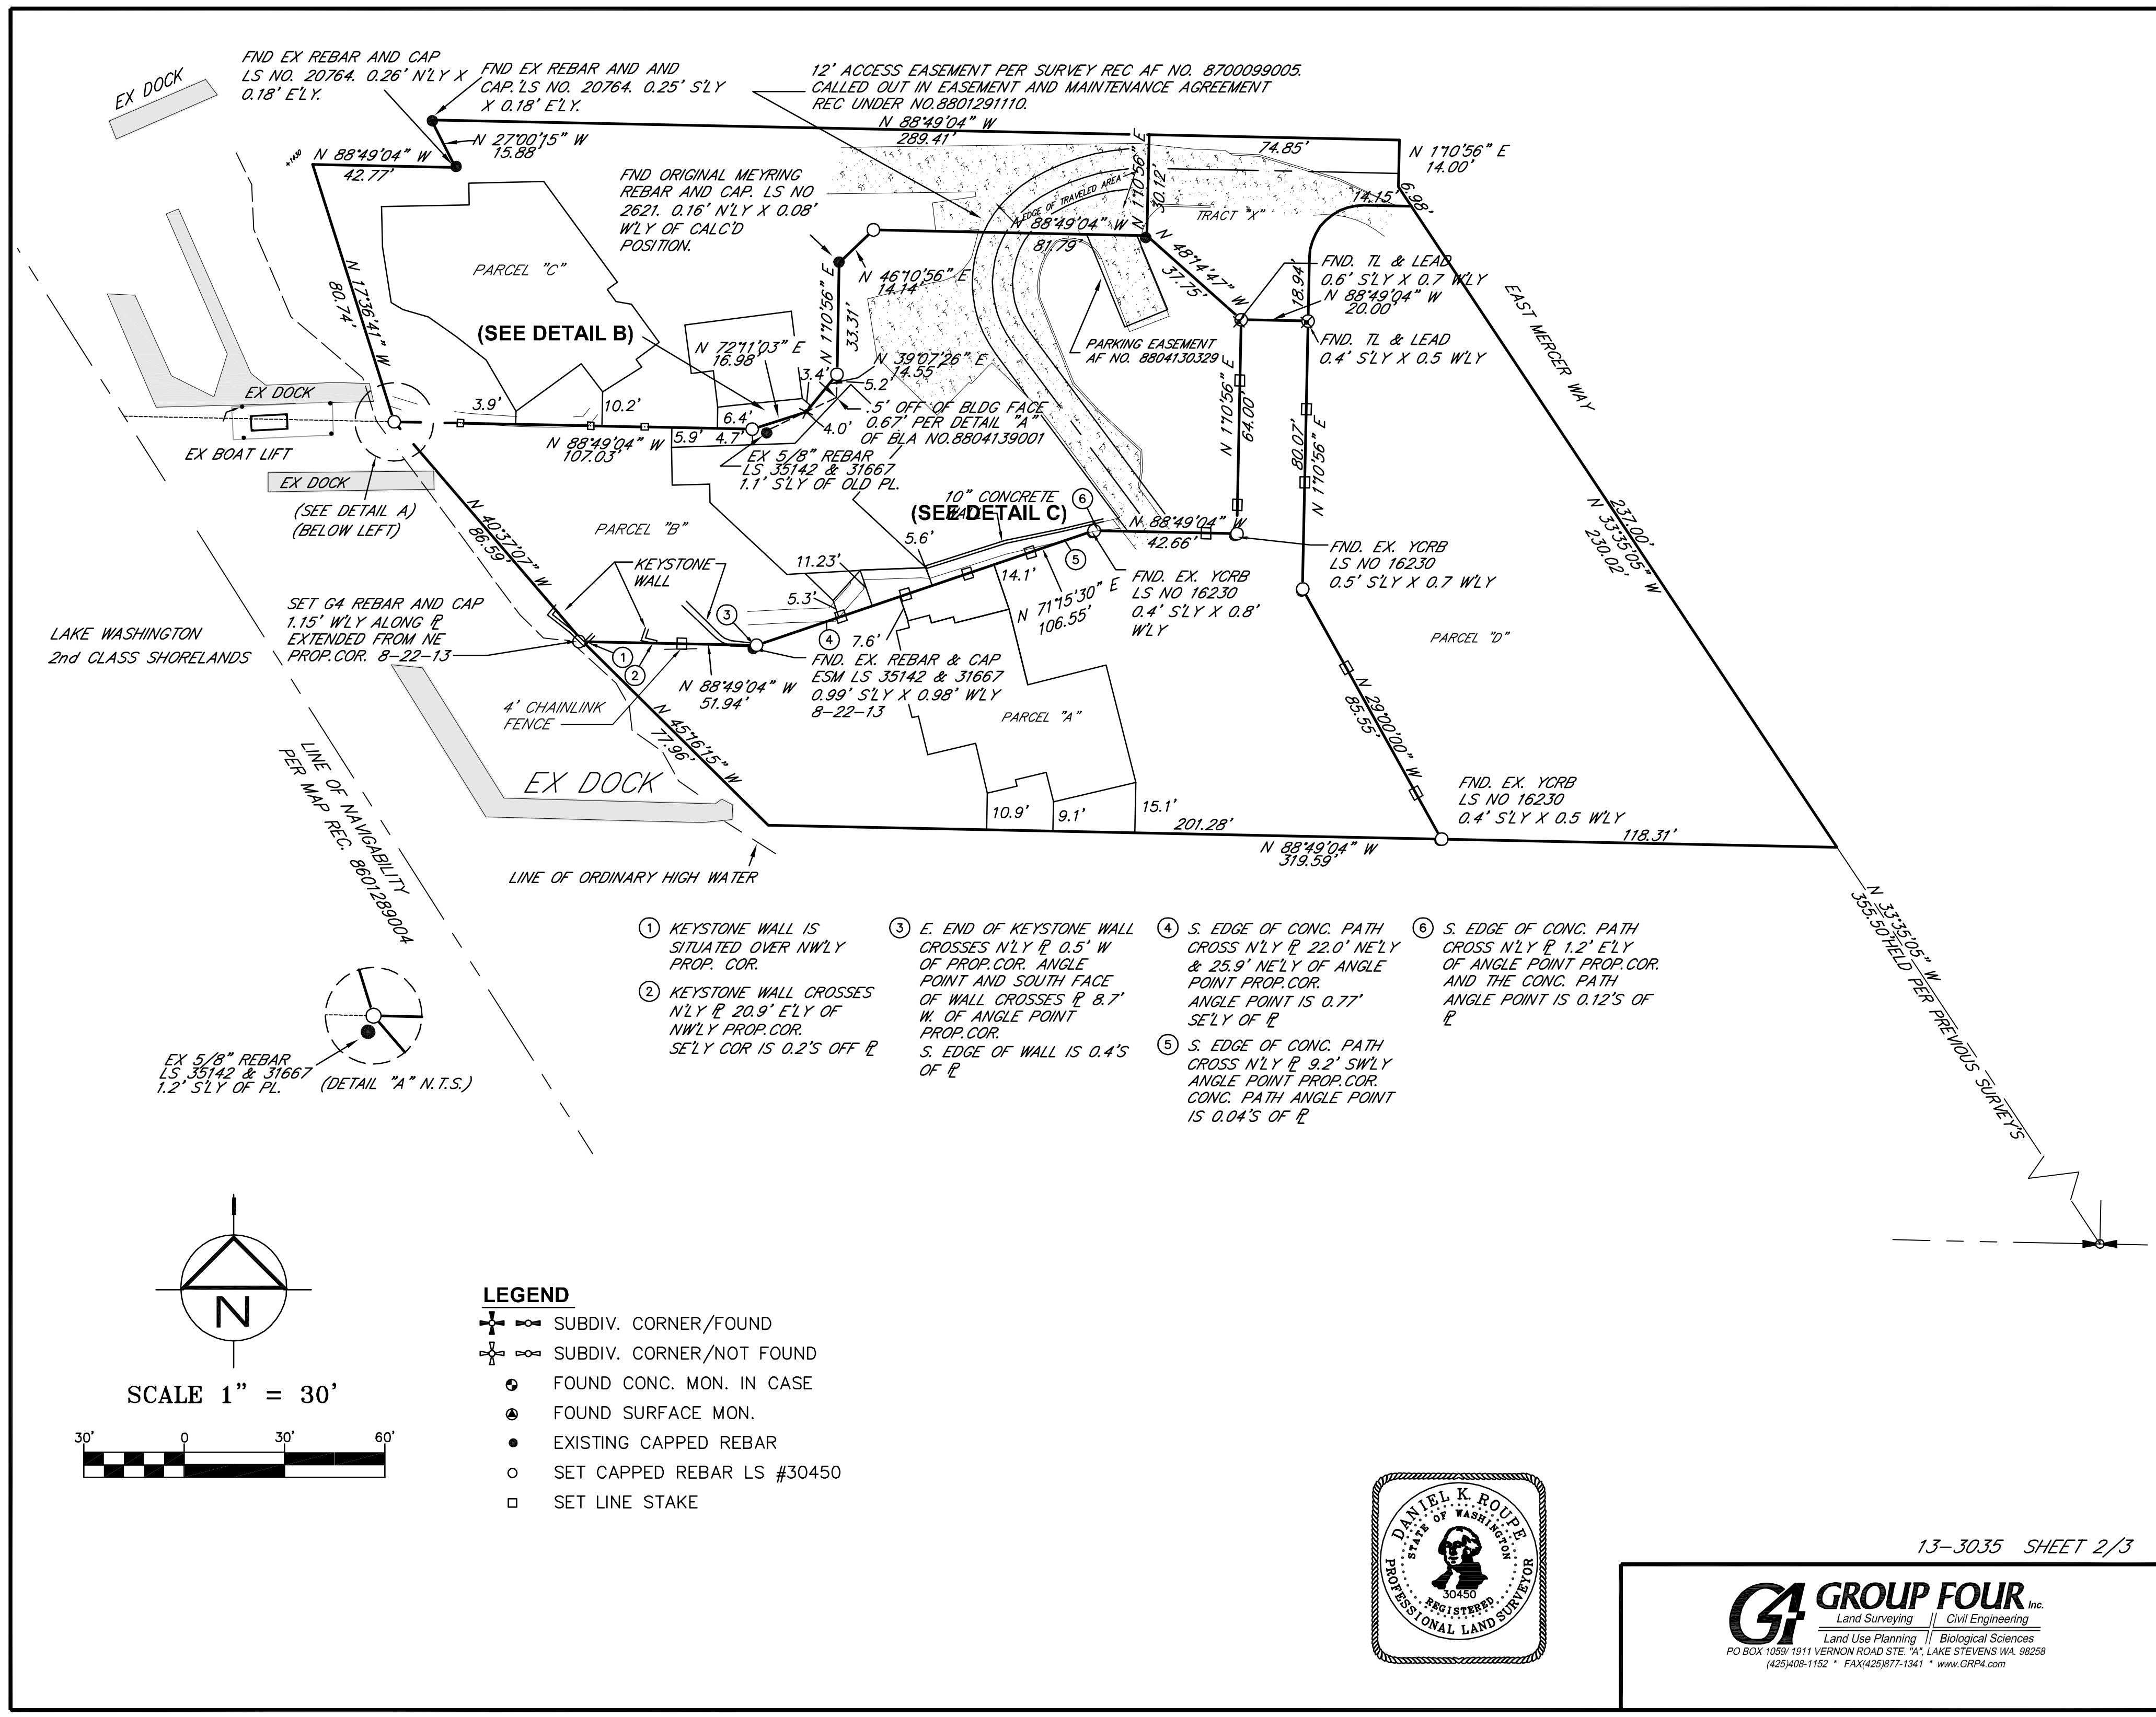 EX DOCK
FND EX REBAR AND CAP
LS NO. 20764. 0.26' N'LY X
0.18' E'LY.
FND EX REBAR AND AND
CAP.'LS NO. 20764. 0.25' S'LY
X 0.18' E'LY.
12' ACCESS EASEMENT PER SURVEY REC AF NO. 8700099005.
CALLED OUT IN EASEMENT AND MAINTENANCE AGREEMENT
REC UNDER NO.8801291110.
N 88°49'04" W
289.41'
N 27°00'15" W
15.88'
N 88°49'04" W
42.77'
74.85'
N 1°10'56" E
14.00'
N 1°10'56" E
30.12'
14.15'
6.98'
TRACT "X"
EDGE OF TRAVELED AREA
FND ORIGINAL MEYRING
REBAR AND CAP. LS NO
2621. 0.16' N'LY X 0.08'
W'LY OF CALC'D
POSITION.
N 88°49'04" W
81.79'
N 48°14'47" W
37.75'
N 46°10'56" E
14.14'
N 1°10'56" E
33.31'
PARCEL "C"
N 17°36'41" W
80.74'
(SEE DETAIL B)
N 72°11'03" E
16.98'
N 39°07'26" E
14.55'
3.4'
5.2'
FND. TL & LEAD
0.6' S'LY X 0.7 W'LY
N 88°49'04" W
20.00'
18.94'
FND. TL & LEAD
0.4' S'LY X 0.5 W'LY
PARKING EASEMENT
AF NO. 8804130329
EAST MERCER WAY
EX DOCK
3.9'
10.2'
6.4'
4.0'
.5' OFF OF BLDG FACE
0.67' PER DETAIL "A"
OF BLA NO.8804139001
N 88°49'04" W
107.03'
5.9'
4.7'
EX BOAT LIFT
EX 5/8" REBAR
LS 35142 & 31667
1.1' S'LY OF OLD PL.
N 1°10'56" E
64.00'
80.07'
N 1°10'56" E
EX DOCK
(SEE DETAIL A)
(BELOW LEFT)
10" CONCRETE
(SEE DETAIL C)
6
N 88°49'04" W
42.66'
PARCEL "B"
N 40°37'07" W
86.59'
5.6'
5
11.23'
14.1'
5.3'
N 71°15'30" E
106.55'
FND. EX. YCRB
LS NO 16230
0.4' S'LY X 0.8'
W'LY
FND. EX. YCRB
LS NO 16230
0.5' S'LY X 0.7 W'LY
237.00'
N 33°35'05" W
230.02'
KEYSTONE
WALL
SET G4 REBAR AND CAP
1.15' W'LY ALONG PL
EXTENDED FROM NE
PROP.COR. 8-22-13
LAKE WASHINGTON
2nd CLASS SHORELANDS
3
4
7.6'
1
2
FND. EX. REBAR & CAP
ESM LS 35142 & 31667
0.99' S'LY X 0.98' W'LY
8-22-13
N 88°49'04" W
51.94'
4' CHAINLINK
FENCE
N 45°16'15" W
77.96'
PARCEL "A"
PARCEL "D"
N 29°00'00" W
85.55'
LINE OF NAVIGABILITY
PER MAP REC. 8601289004
EX DOCK
10.9'
9.1'
15.1'
201.28'
FND. EX. YCRB
LS NO 16230
0.4' S'LY X 0.5 W'LY
118.31'
N 88°49'04" W
319.59'
LINE OF ORDINARY HIGH WATER
N 33°35'05" W
355.50'HELD PER PREVIOUS SURVEY'S
1 KEYSTONE WALL IS
SITUATED OVER NW'LY
PROP. COR.
2 KEYSTONE WALL CROSSES
N'LY PL 20.9' E'LY OF
NW'LY PROP.COR.
SE'LY COR IS 0.2'S OFF PL
3 E. END OF KEYSTONE WALL
CROSSES N'LY PL 0.5' W
OF PROP.COR. ANGLE
POINT AND SOUTH FACE
OF WALL CROSSES PL 8.7'
W. OF ANGLE POINT
PROP.COR.
S. EDGE OF WALL IS 0.4'S
OF PL
4 S. EDGE OF CONC. PATH
CROSS N'LY PL 22.0' NE'LY
& 25.9' NE'LY OF ANGLE
POINT PROP.COR.
ANGLE POINT IS 0.77'
SE'LY OF PL
5 S. EDGE OF CONC. PATH
CROSS N'LY PL 9.2' SW'LY
ANGLE POINT PROP.COR.
CONC. PATH ANGLE POINT
IS 0.04'S OF PL
6 S. EDGE OF CONC. PATH
CROSS N'LY PL 1.2' E'LY
OF ANGLE POINT PROP.COR.
AND THE CONC. PATH
ANGLE POINT IS 0.12'S OF
PL
EX 5/8" REBAR
LS 35142 & 31667
1.2' S'LY OF PL.
(DETAIL "A" N.T.S.)
N
SCALE 1" = 30'
30' 0 30' 60'
LEGEND
SUBDIV. CORNER/FOUND
SUBDIV. CORNER/NOT FOUND
FOUND CONC. MON. IN CASE
FOUND SURFACE MON.
EXISTING CAPPED REBAR
SET CAPPED REBAR LS #30450
SET LINE STAKE
DANIEL K. ROUPE
STATE OF WASHINGTON
30450
REGISTERED
PROFESSIONAL LAND SURVEYOR
13-3035 SHEET 2/3
G4 GROUP FOUR Inc.
Land Surveying // Civil Engineering
Land Use Planning // Biological Sciences
PO BOX 1059/ 1911 VERNON ROAD STE. "A", LAKE STEVENS WA. 98258
(425)408-1152 * FAX(425)877-1341 * www.GRP4.com